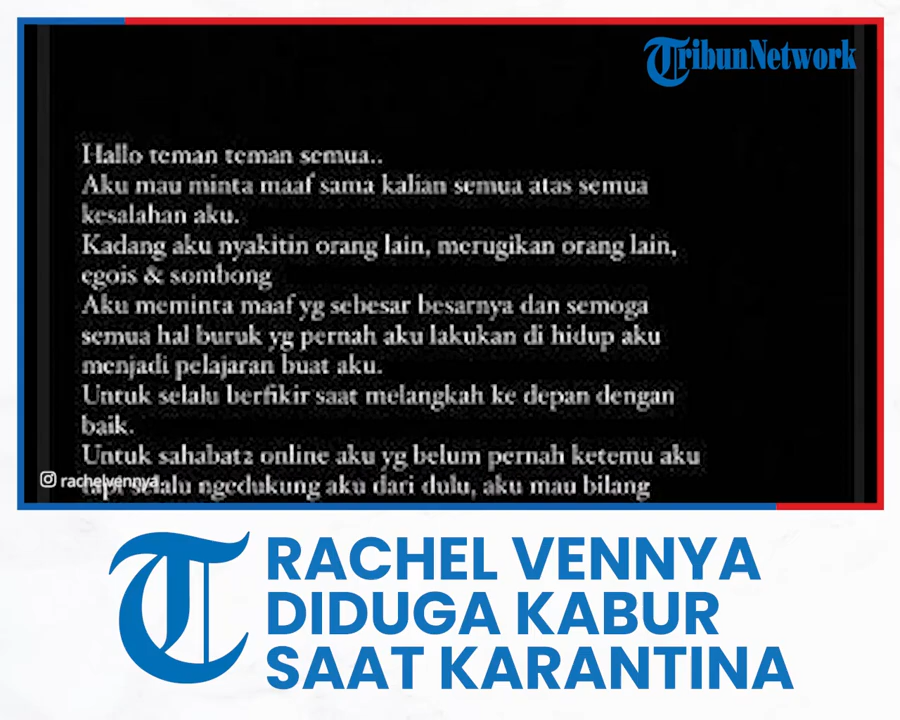 TribunNetwork
Hallo teman teman semua..
Aku mau minta maaf sama kalian semua atas semua
kesalahan aku.
Kadang aku nyakitin orang lain, merugikan orang lain,
egois & sombong
Aku meminta maaf yg sebesar besarnya dan semoga
semua hal buruk yg pernah aku lakukan di hidup aku
menjadi pelajaran buat aku.
Untuk selalu berfikir saat melangkah ke depan dengan
baik.
Untuk sahabat2 online aku yg belum pernah ketemu aku
tapi selalu ngedukung aku dari dulu, aku mau bilang
rachelvennya
T RACHEL VENNYA
DIDUGA KABUR
SAAT KARANTINA